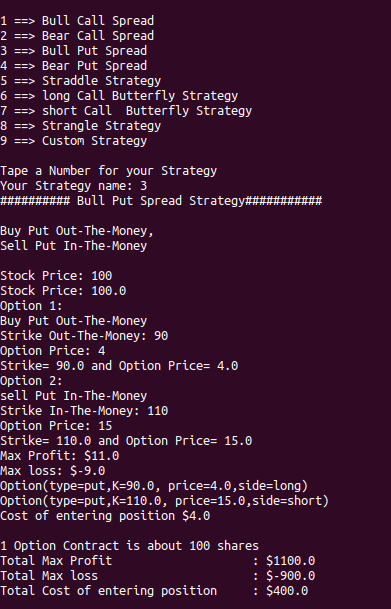 1 ==> Bull Call Spread
2 ==> Bear Call Spread
3 ==> Bull Put Spread
4 ==> Bear Put Spread
5 ==> Straddle Strategy
6 ==> long Call Butterfly Strategy
7 ==> short Call  Butterfly Strategy
8 ==> Strangle Strategy
9 ==> Custom Strategy
Tape a Number for your Strategy
Your Strategy name: 3
########## Bull Put Spread Strategy###########
Buy Put Out-The-Money,
Sell Put In-The-Money
Stock Price: 100
Stock Price: 100.0
Option 1:
Buy Put Out-The-Money
Strike Out-The-Money: 90
Option Price: 4
Strike= 90.0 and Option Price= 4.0
Option 2:
sell Put In-The-Money
Strike In-The-Money: 110
Option Price: 15
Strike= 110.0 and Option Price= 15.0
Max Profit: $11.0
Max loss: $-9.0
Option(type=put,K=90.0, price=4.0,side=long)
Option(type=put,K=110.0, price=15.0,side=short)
Cost of entering position $4.0
1 Option Contract is about 100 shares
Total Max Profit                   : $1100.0
Total Max loss                     : $-900.0
Total Cost of entering position    : $400.0